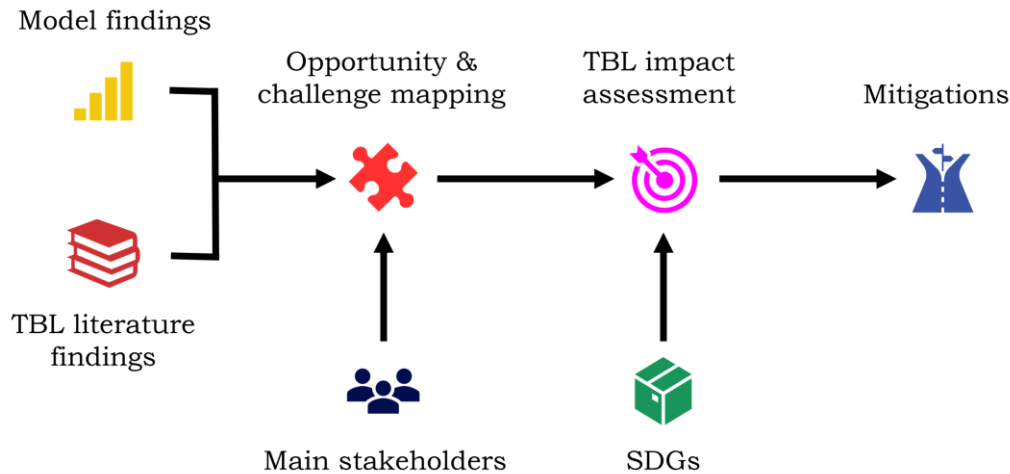 Model findings
Opportunity &
challenge mapping
TBL impact
assessment
Mitigations
TBL literature
findings
Main stakeholders
SDGs